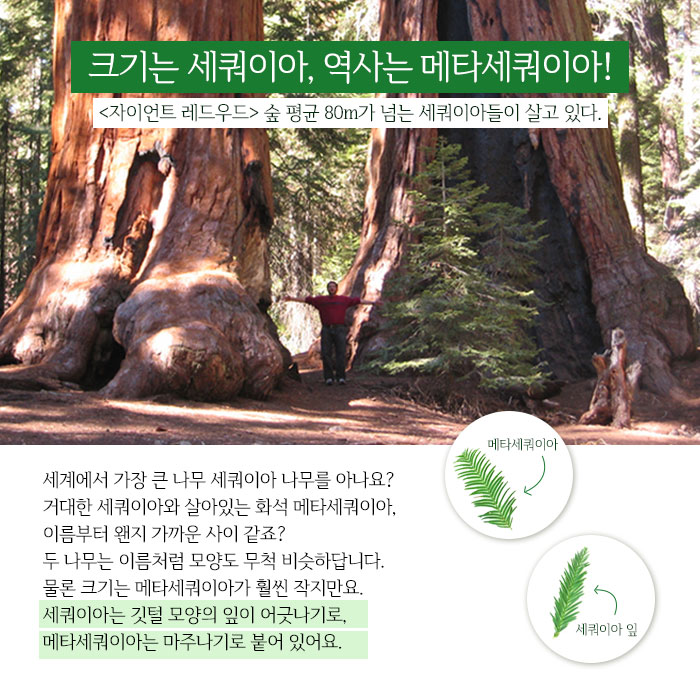 크기는 세쿼이아, 역사는 메타세쿼이아!
<자이언트 레드우드> 숲 평균 80m가 넘는 세쿼이아들이 살고 있다.
메타세쿼이아
세계에서 가장 큰 나무 세쿼이아 나무를 아나요?
거대한 세쿼이아와 살아있는 화석 메타세쿼이아,
이름부터 왠지 가까운 사이 같죠?
두 나무는 이름처럼 모양도 무척 비슷하답니다.
물론 크기는 메타세쿼이아가 훨씬 작지만요.
세쿼이아는 깃털 모양의 잎이 어긋나기로,
메타세쿼이아는 마주나기로 붙어 있어요.
세쿼이아 잎